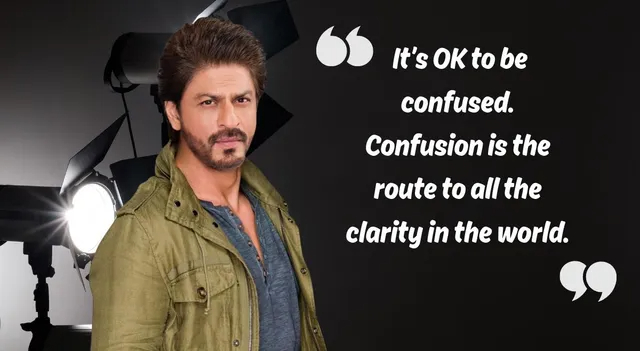 It's OK to be
confused.
Confusion is the
route to all the
clarity in the world.